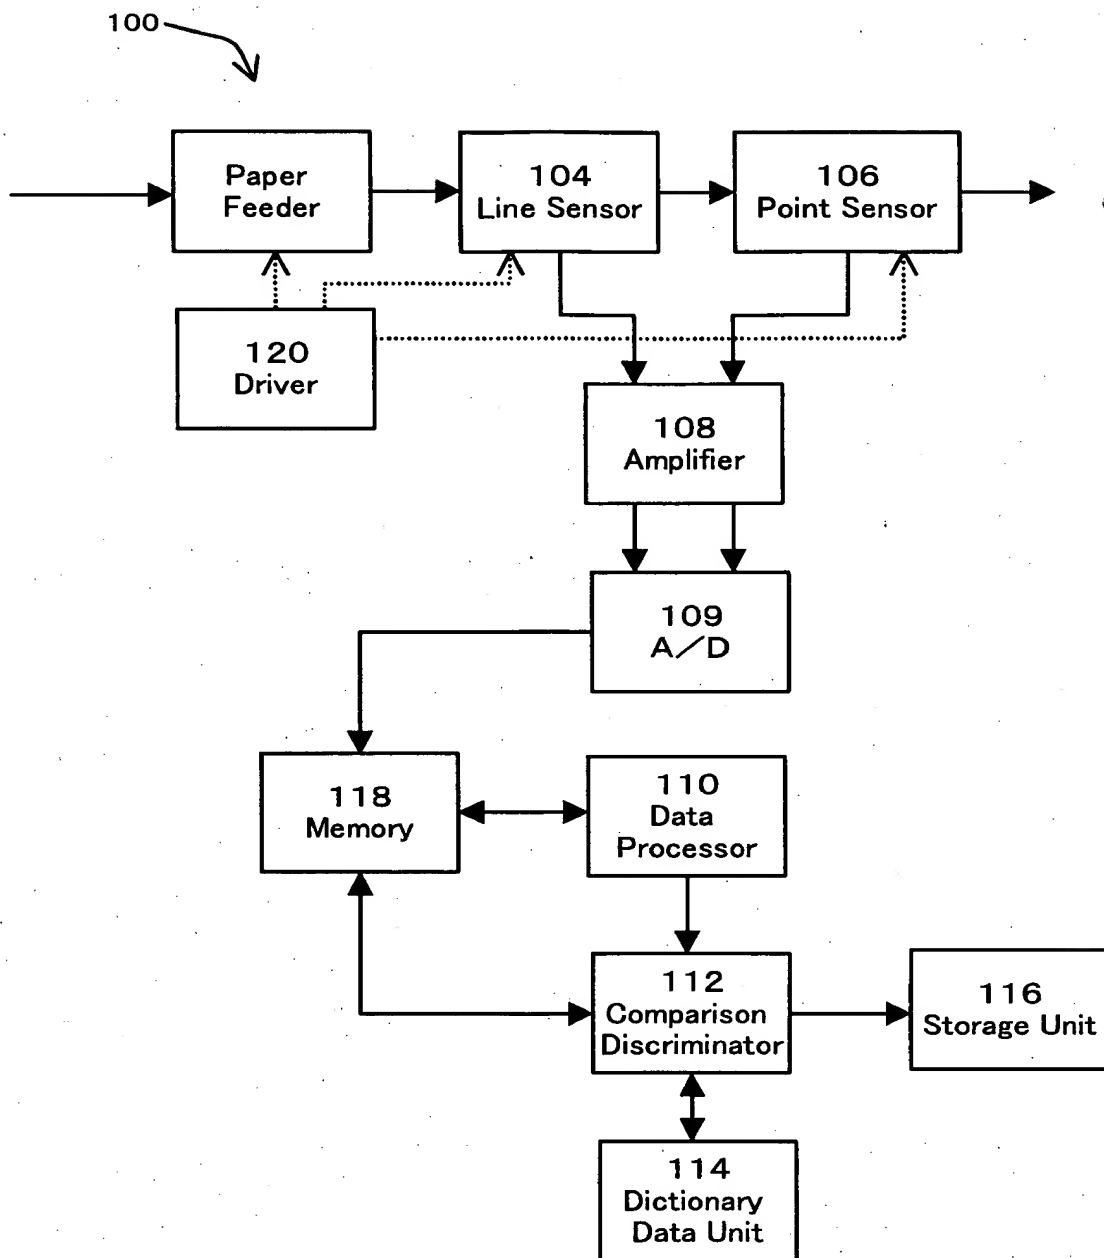 100
Paper
Feeder
104
Line Sensor
106
Point Sensor
120
Driver
108
Amplifier
109
A/D
118
Memory
110
Data
Processor
112
Comparison
Discriminator
116
Storage Unit
114
Dictionary
Data Unit